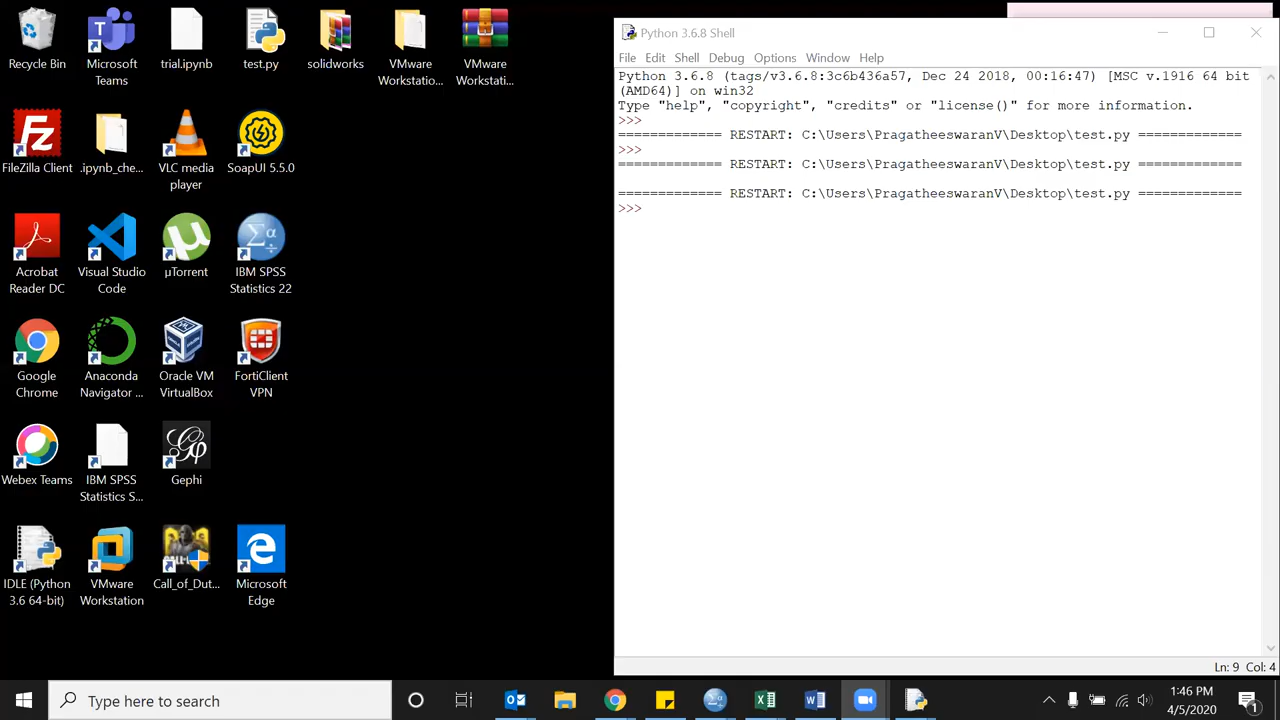 Recycle Bin
Microsoft
Teams
trial.ipynb
test.py
solidworks
VMware
Workstatio...
VMware
Workstati...
FileZilla Client
.ipynb_che...
VLC media
player
SoapUI 5.5.0
Acrobat
Reader DC
Visual Studio
Code
µTorrent
IBM SPSS
Statistics 22
Google
Chrome
Anaconda
Navigator ...
Oracle VM
VirtualBox
FortiClient
VPN
Webex Teams
IBM SPSS
Statistics S...
Gephi
IDLE (Python
3.6 64-bit)
VMware
Workstation
Call_of_Dut...
Microsoft
Edge
Python 3.6.8 Shell
File Edit Shell Debug Options Window Help
Python 3.6.8 (tags/v3.6.8:3c6b436a57, Dec 24 2018, 00:16:47) [MSC v.1916 64 bit
(AMD64)] on win32
Type "help", "copyright", "credits" or "license()" for more information.
>>>
============= RESTART: C:\Users\PragatheeswaranV\Desktop\test.py =============
>>>
============= RESTART: C:\Users\PragatheeswaranV\Desktop\test.py =============
============= RESTART: C:\Users\PragatheeswaranV\Desktop\test.py =============
>>>
Ln: 9 Col: 4
Type here to search
1:46 PM
4/5/2020
1